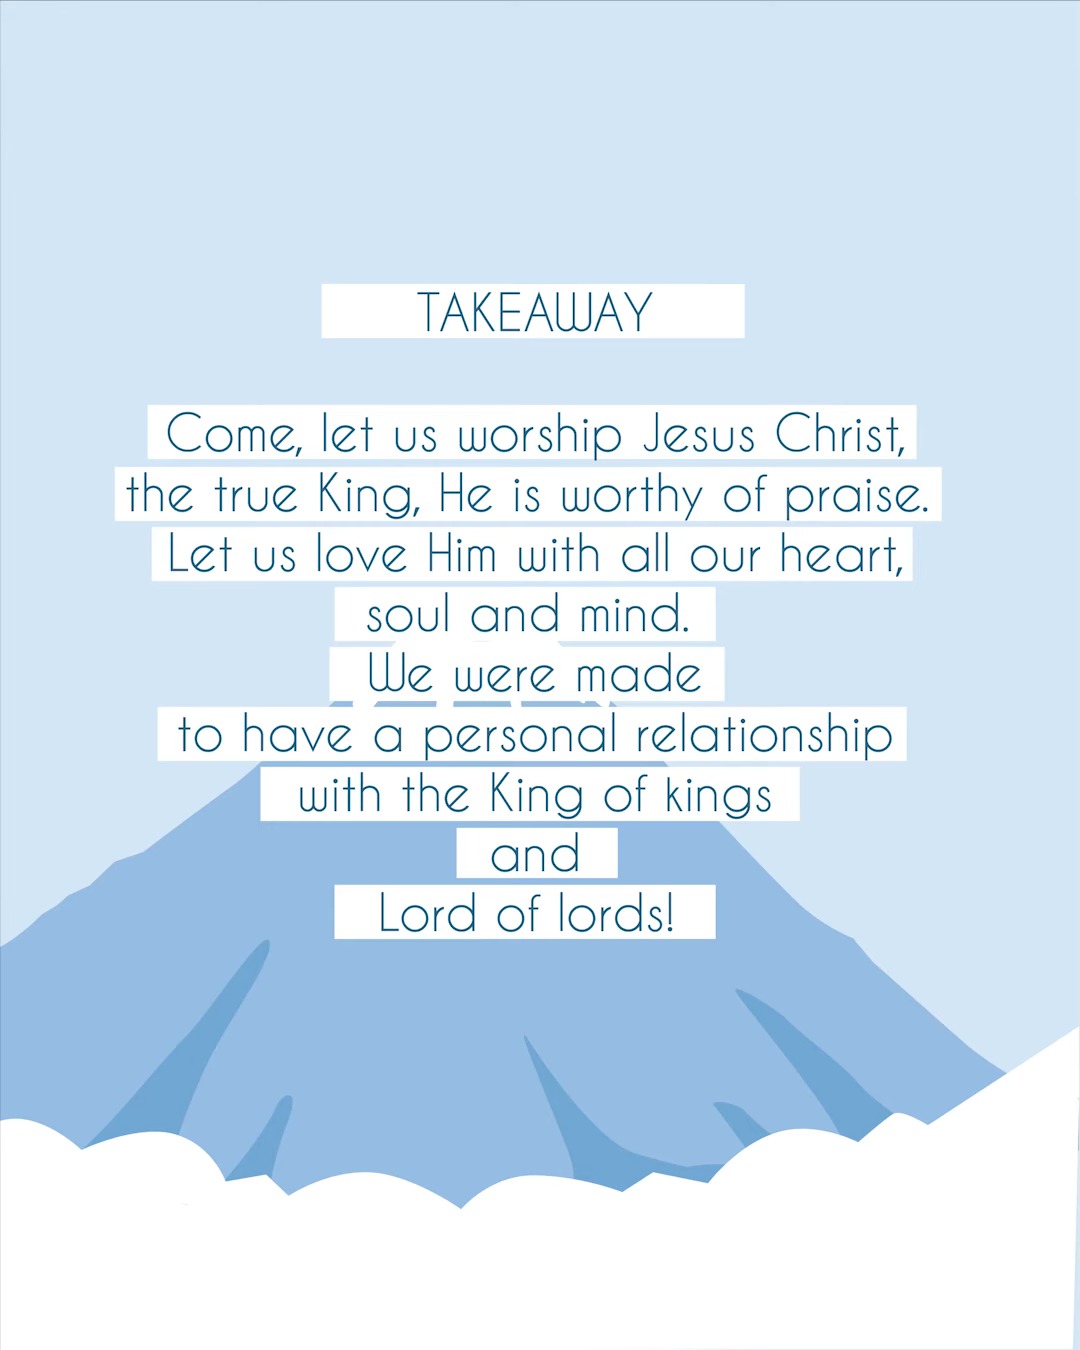 TAKEAWAY
Come, let us worship Jesus Christ,
the true King, He is worthy of praise.
Let us love Him with all our heart,
soul and mind.
We were made
to have a personal relationship
with the King of kings
and
Lord of lords!